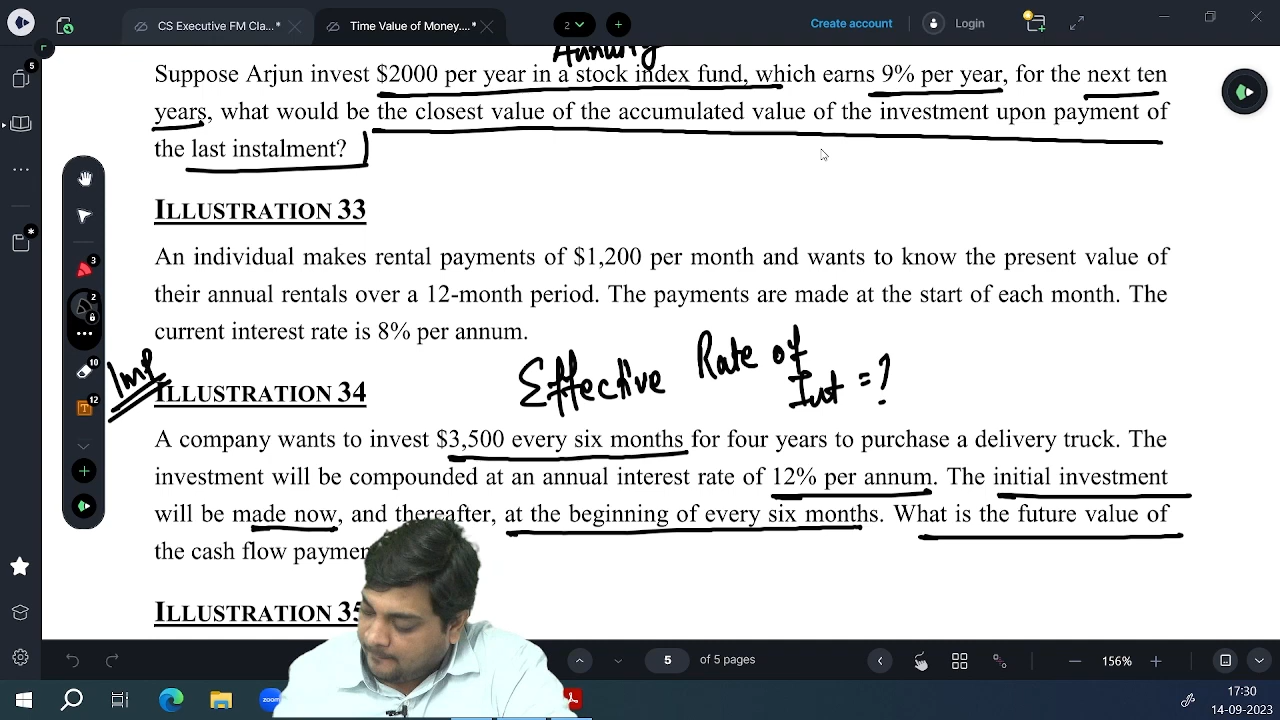 CS Executive FM Cla...*
Time Value of Money....*
2
Create account
Login
5
Annuity
Suppose Arjun invest $2000 per year in a stock index fund, which earns 9% per year, for the next ten
years, what would be the closest value of the accumulated value of the investment upon payment of
the last instalment?
ILLUSTRATION 33
An individual makes rental payments of $1,200 per month and wants to know the present value of
their annual rentals over a 12-month period. The payments are made at the start of each month. The
current interest rate is 8% per annum.
Effective Rate of
Int = ?
Imp
ILLUSTRATION 34
A company wants to invest $3,500 every six months for four years to purchase a delivery truck. The
investment will be compounded at an annual interest rate of 12% per annum. The initial investment
will be made now, and thereafter, at the beginning of every six months. What is the future value of
the cash flow
ILLUSTRATION 35
3
2
10
12
5 of 5 pages
156%
zoom
17:30
14-09-2023